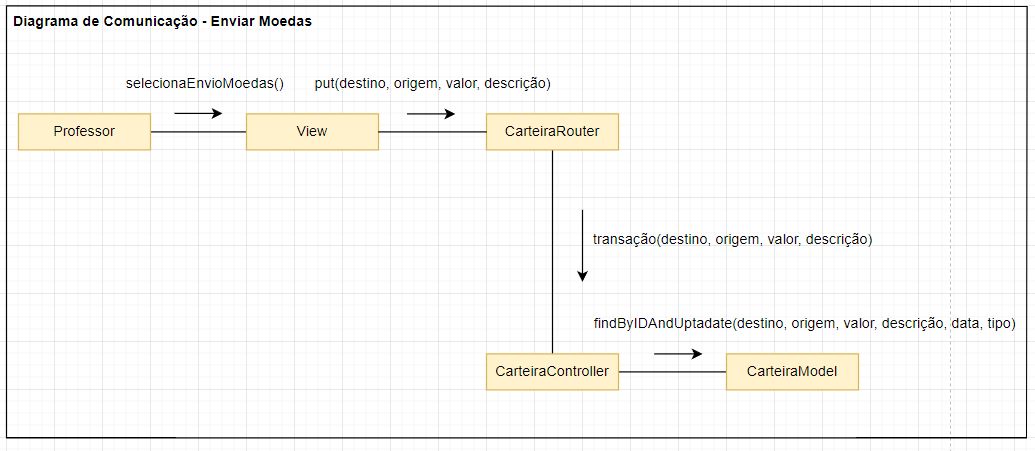 Diagrama de Comunicação - Enviar Moedas
selecionaEnvioMoedas()
put(destino, origem, valor, descrição)
Professor
View
CarteiraRouter
transação(destino, origem, valor, descrição)
findByIDAndUptadate(destino, origem, valor, descrição, data, tipo)
CarteiraController
CarteiraModel